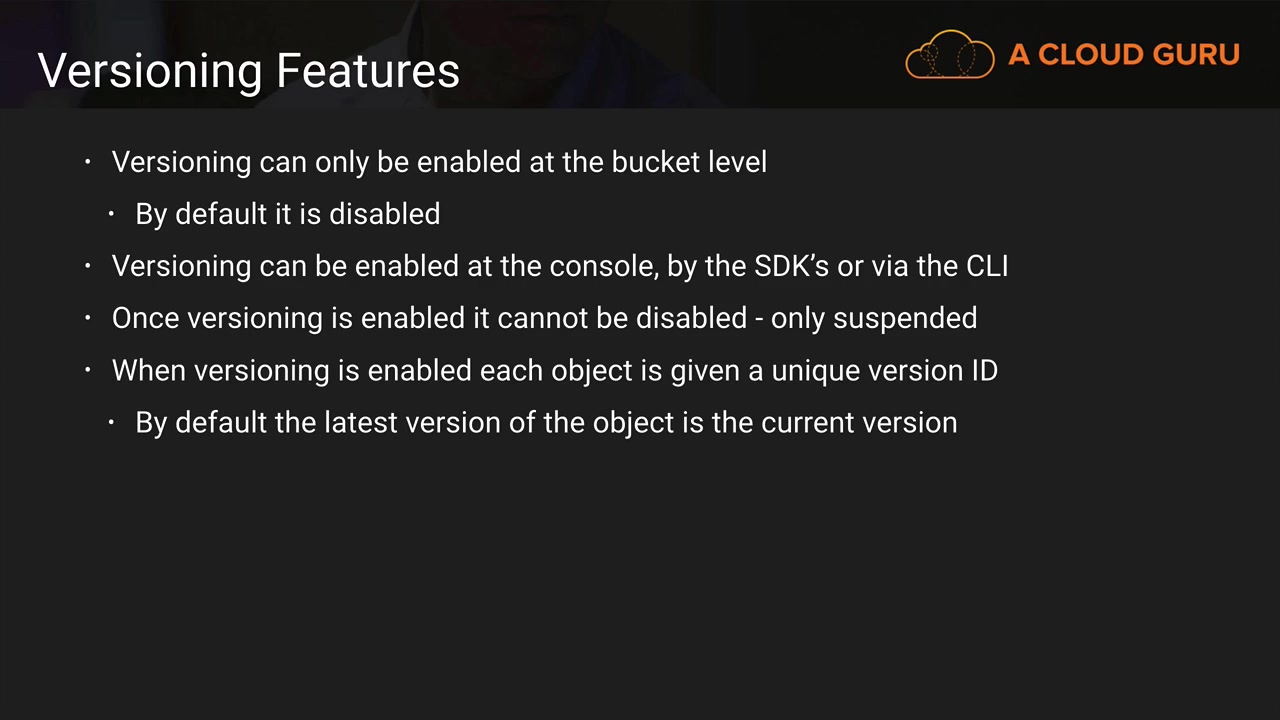 Versioning Features
A CLOUD GURU
· Versioning can only be enabled at the bucket level
· By default it is disabled
· Versioning can be enabled at the console, by the SDK’s or via the CLI
· Once versioning is enabled it cannot be disabled - only suspended
· When versioning is enabled each object is given a unique version ID
· By default the latest version of the object is the current version